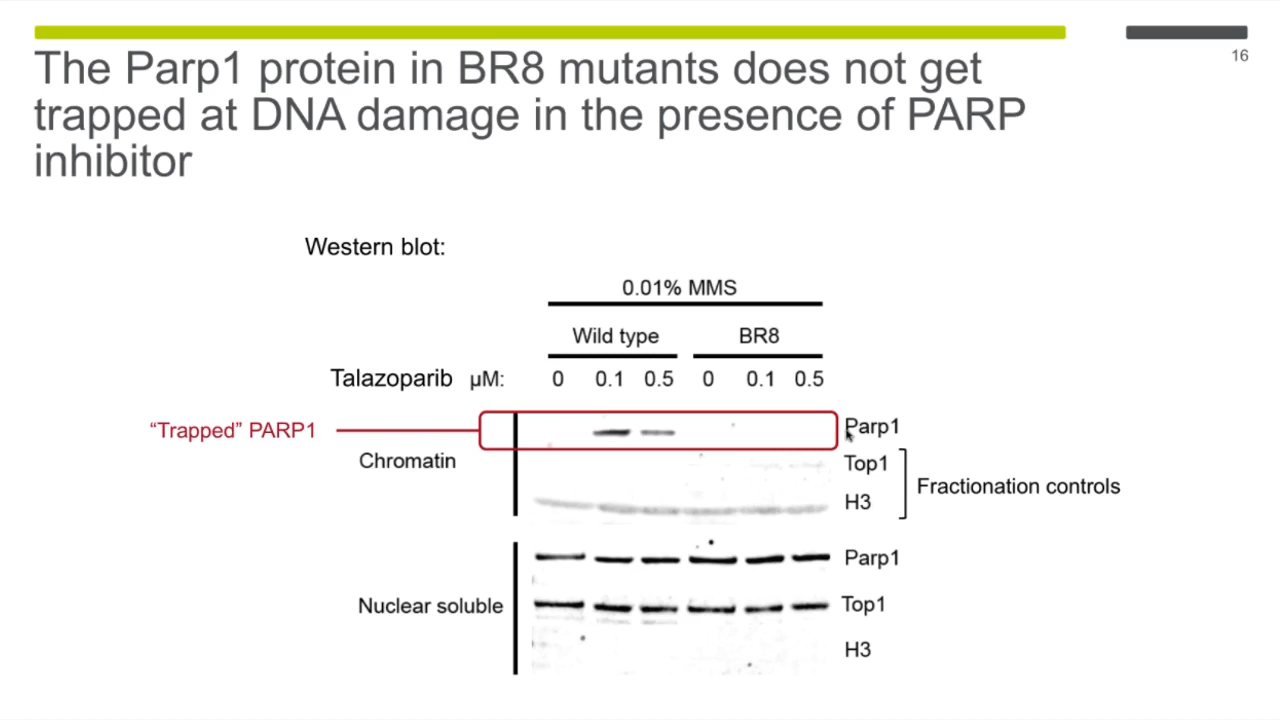 16
The Parp1 protein in BR8 mutants does not get
trapped at DNA damage in the presence of PARP
inhibitor
Western blot:
0.01% MMS
Wild type BR8
Talazoparib µM: 0 0.1 0.5 0 0.1 0.5
“Trapped” PARP1 Parp1
Chromatin Top1
H3 Fractionation controls
Parp1
Nuclear soluble Top1
H3